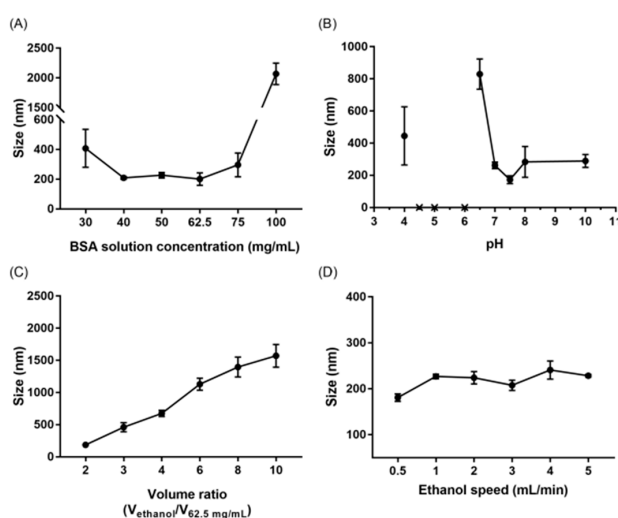 (A)
Size (nm)
2500
2000
1500
600
400
200
0
30 40 50 62.5 75 100
BSA solution concentration (mg/mL)
(B)
Size (nm)
1000
800
600
400
200
0
3 4 5 6 7 8 9 10 11
pH
(C)
Size (nm)
2500
2000
1500
1000
500
0
2 3 4 6 8 10
Volume ratio
(Vethanol/V62.5 mg/mL)
(D)
Size (nm)
400
300
200
100
0.5 1 2 3 4 5
Ethanol speed (mL/min)